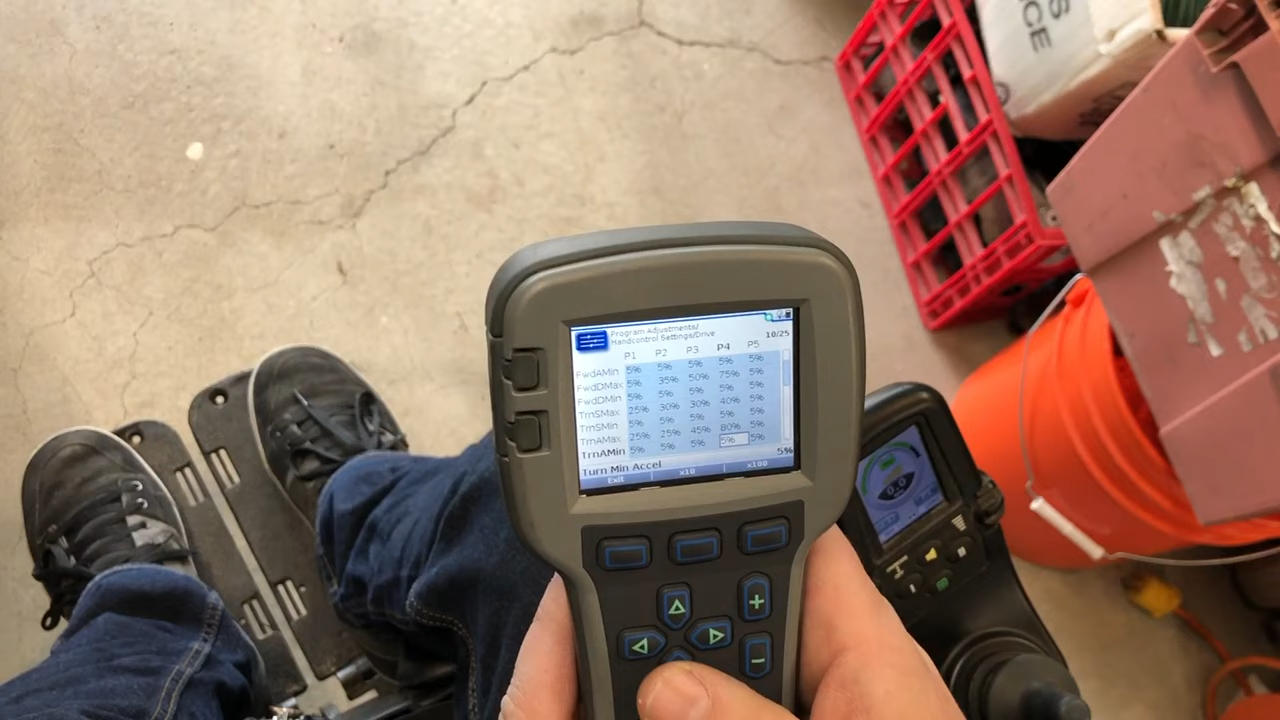 Program Adjustments/
Handcontrol Settings/Drive
10/25
P1 P2 P3 P4 P5
FwdAMin 5% 5% 5% 5% 5%
FwdDMax 5% 35% 50% 75% 5%
FwdDMin 5% 5% 5% 5%
TrnSMax 25% 30% 30% 40% 5%
TrnSMin 5% 5% 5% 5%
TrnAMax 25% 25% 45% 80% 5%
TrnAMin 5% 5% 5% 5% 5%
Turn Min Accel 5%
Exit x10 x100
S
CE
0.0